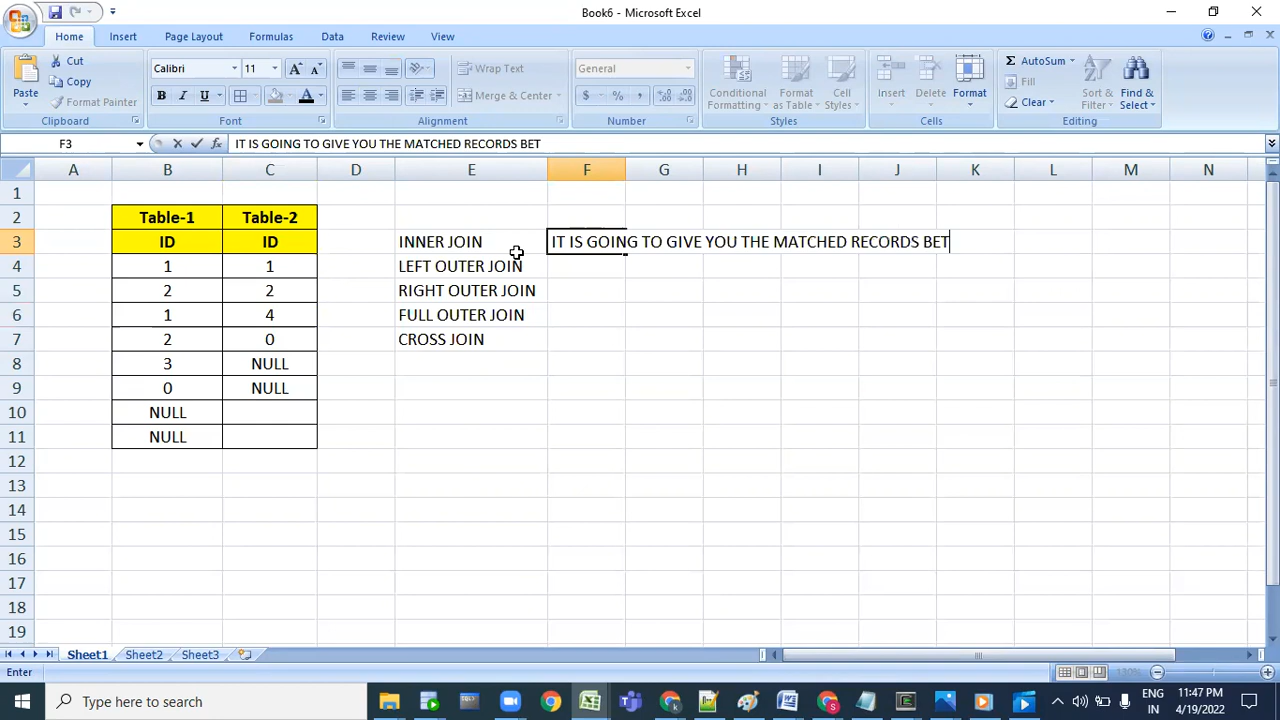 Book6 - Microsoft Excel
Home Insert Page Layout Formulas Data Review View
Cut
Copy
Format Painter
Paste
Clipboard
Calibri 11
B I U
Font
Wrap Text
Merge & Center
Alignment
General
$ % ,
Number
Conditional Formatting
Format as Table
Cell Styles
Styles
Insert Delete Format
Cells
AutoSum
Fill
Clear
Sort & Filter
Find & Select
Editing
F3 IT IS GOING TO GIVE YOU THE MATCHED RECORDS BET
A B C D E F G H I J K L M N
1
2 Table-1 Table-2
3 ID ID INNER JOIN IT IS GOING TO GIVE YOU THE MATCHED RECORDS BET
4 1 1 LEFT OUTER JOIN
5 2 2 RIGHT OUTER JOIN
6 1 4 FULL OUTER JOIN
7 2 0 CROSS JOIN
8 3 NULL
9 0 NULL
10 NULL
11 NULL
12
13
14
15
16
17
18
19
Sheet1 Sheet2 Sheet3
Enter
Type here to search
ENG 11:47 PM
IN 4/19/2022